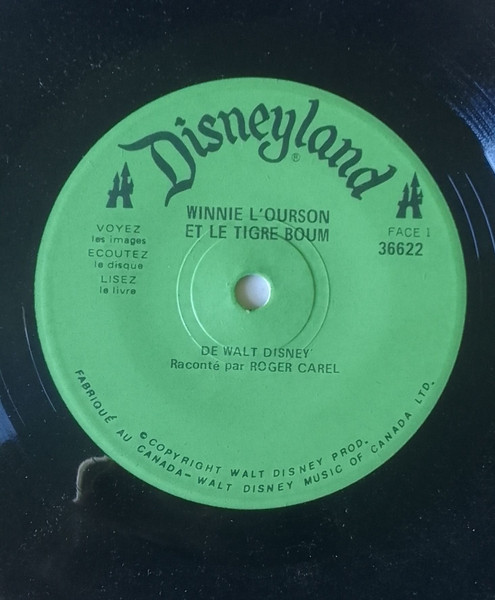 Disneyland®
WINNIE L'OURSON
ET LE TIGRE BOUM
VOYEZ
les images
ECOUTEZ
le disque
LISEZ
le livre
FACE I
36622
DE WALT DISNEY
Raconté par ROGER CAREL
©COPYRIGHT WALT DISNEY PROD.
FABRIQUÉ AU CANADA-WALT DISNEY MUSIC OF CANADA LTD.